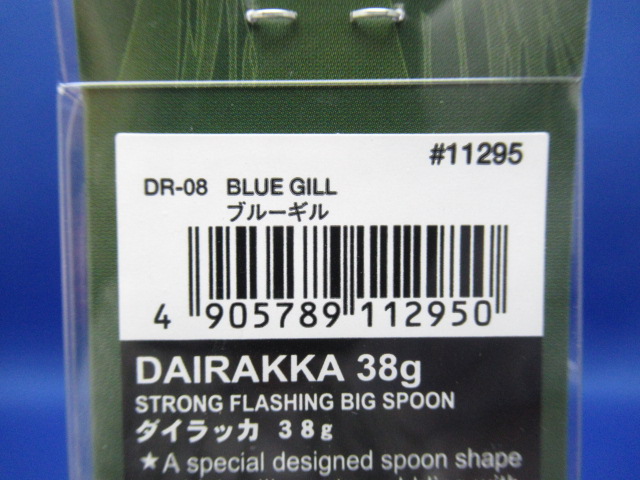 #11295
DR-08 BLUE GILL
ブルーギル
4 905789 112950
DAIRAKKA 38g
STRONG FLASHING BIG SPOON
ダイラッカ 38g
★A special designed spoon shape